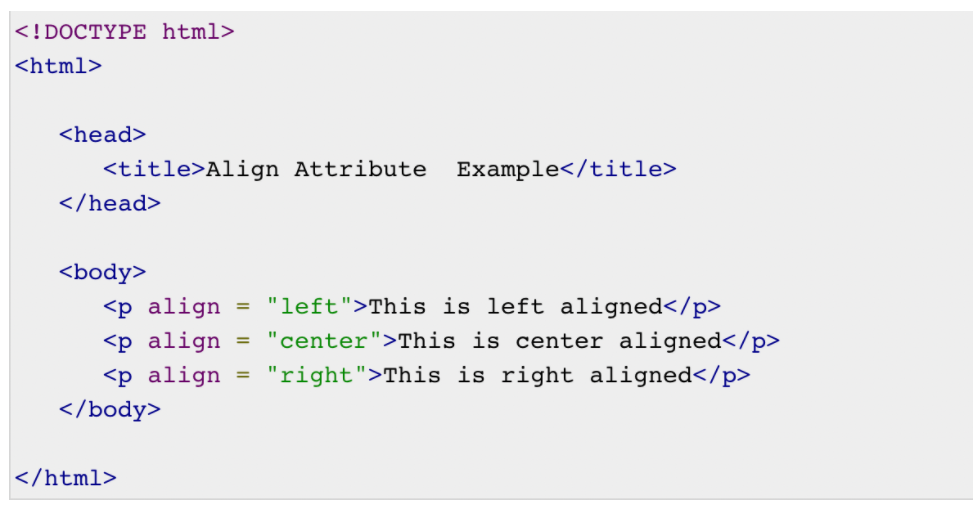 <!DOCTYPE html>
<html>
<head>
<title>Align Attribute  Example</title>
</head>
<body>
<p align = "left">This is left aligned</p>
<p align = "center">This is center aligned</p>
<p align = "right">This is right aligned</p>
</body>
</html>